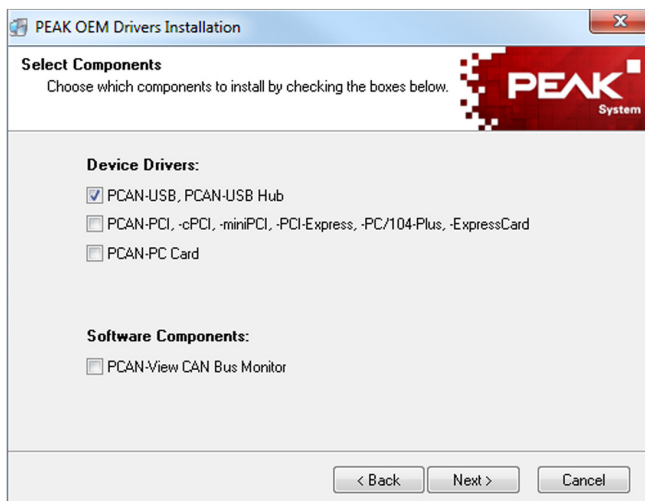 PEAK OEM Drivers Installation
Select Components
Choose which components to install by checking the boxes below.
PEAK
System
Device Drivers:
PCAN-USB, PCAN-USB Hub
PCAN-PCI, -cPCI, -miniPCI, -PCI-Express, -PC/104-Plus, -ExpressCard
PCAN-PC Card
Software Components:
PCAN-View CAN Bus Monitor
< Back
Next >
Cancel